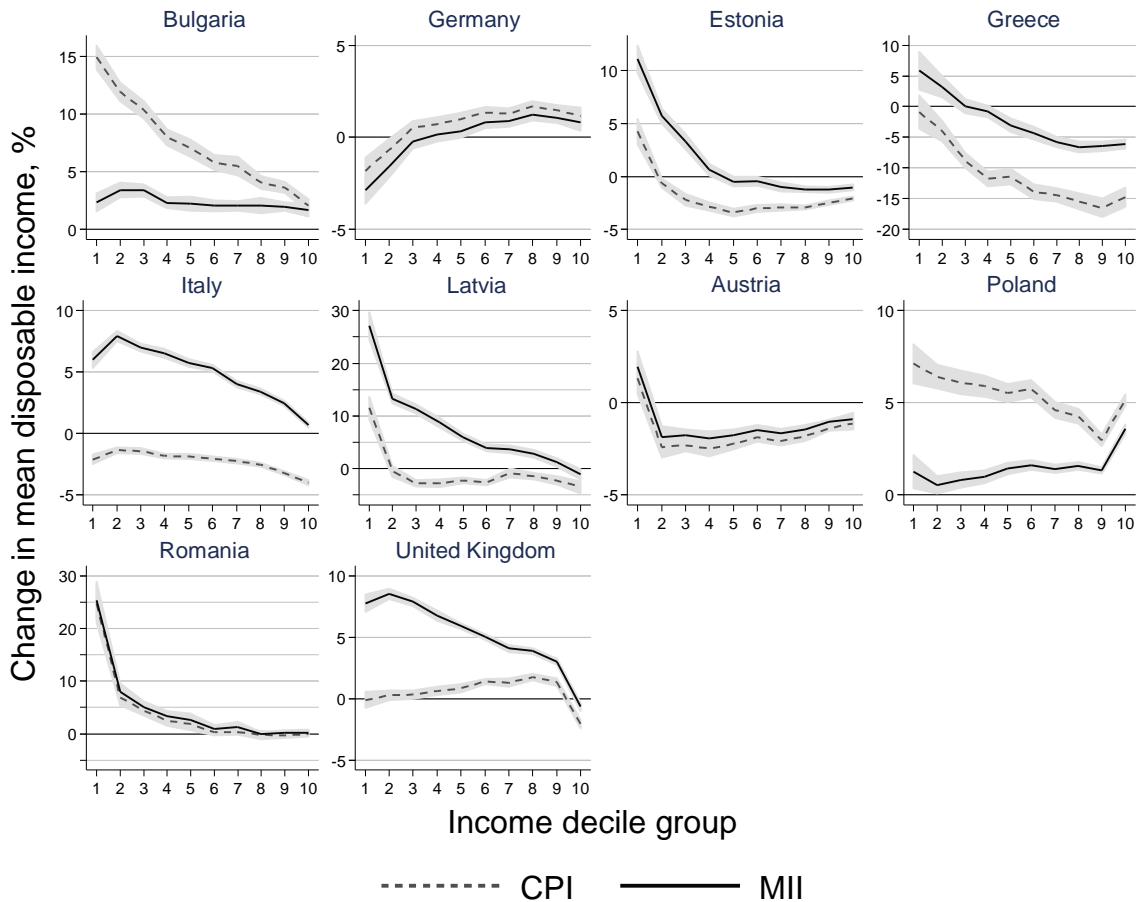 Change in mean disposable income, %
Bulgaria
15
10
5
0
1 2 3 4 5 6 7 8 9 10
Germany
5
0
-5
1 2 3 4 5 6 7 8 9 10
Estonia
10
5
0
-5
1 2 3 4 5 6 7 8 9 10
Greece
10
5
0
-5
-10
-15
-20
1 2 3 4 5 6 7 8 9 10
Italy
10
5
0
-5
1 2 3 4 5 6 7 8 9 10
Latvia
30
20
10
0
1 2 3 4 5 6 7 8 9 10
Austria
5
0
-5
1 2 3 4 5 6 7 8 9 10
Poland
10
5
0
1 2 3 4 5 6 7 8 9 10
Romania
30
20
10
0
1 2 3 4 5 6 7 8 9 10
United Kingdom
10
5
0
-5
1 2 3 4 5 6 7 8 9 10
Income decile group
CPI MII